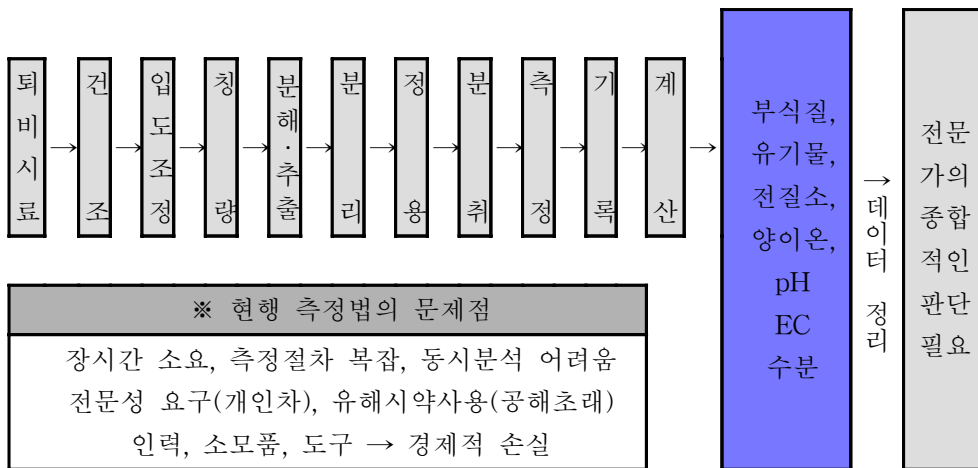 퇴비시료
→
건조
→
입도조정
→
칭량
→
분해·추출
→
분리
→
정용
→
분취
→
측정
→
기록
→
계산
→
부식질,
유기물,
전질소,
양이온,
pH
EC
수분
→ 데이터 정리
전문
가의
종합
적인
판단
필요
※ 현행 측정법의 문제점
장시간 소요, 측정절차 복잡, 동시분석 어려움
전문성 요구(개인차), 유해시약사용(공해초래)
인력, 소모품, 도구 → 경제적 손실